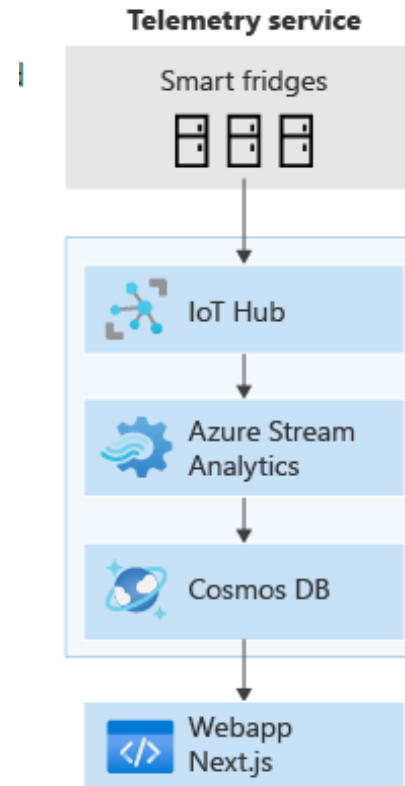 Telemetry service
Smart fridges
IoT Hub
Azure Stream
Analytics
Cosmos DB
Webapp
Next.js